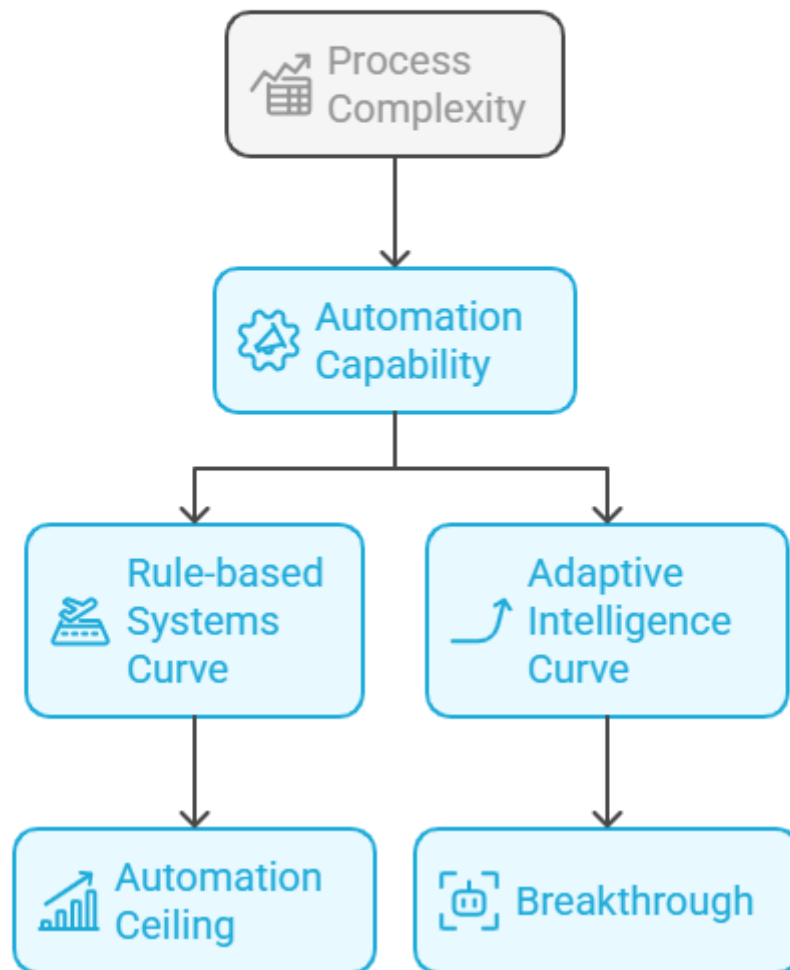 Process
Complexity
Automation
Capability
Rule-based
Systems
Curve
Adaptive
Intelligence
Curve
Automation
Ceiling
Breakthrough